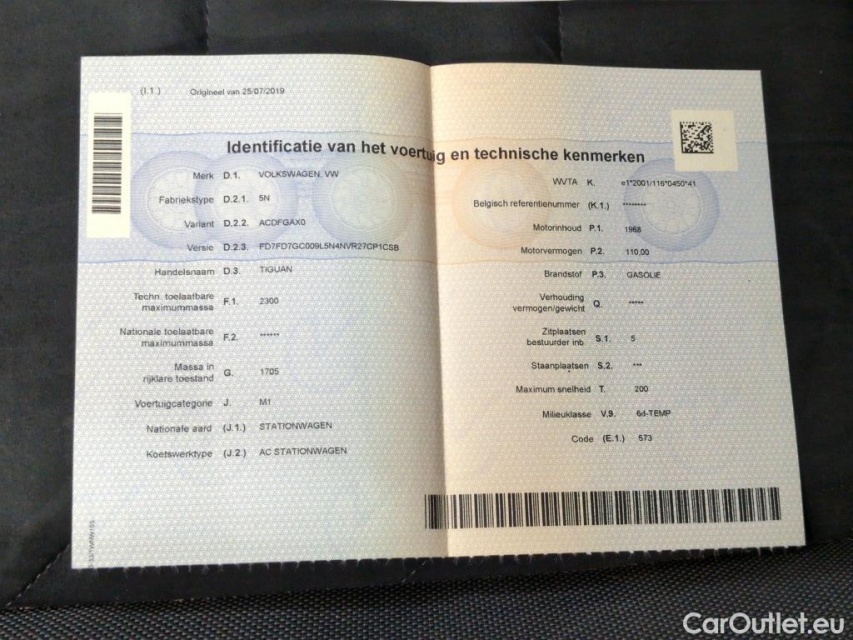 (I.1.) Origineel van 25/07/2019
Identificatie van het voertuig en technische kenmerken
Merk D.1. VOLKSWAGEN, VW
Fabriekstype D.2.1. 5N
Variant D.2.2. ACDFGAX0
Versie D.2.3. FD7FD7GC009L5N4NVR27CP1CSB
Handelsnaam D.3. TIGUAN
Techn. toelaatbare
maximummassa F.1. 2300
Nationale toelaatbare
maximummassa F.2. ******
Massa in
rijklare toestand G. 1705
Voertuigcategorie J. M1
Nationale aard (J.1.) STATIONWAGEN
Koetswerktype (J.2.) AC STATIONWAGEN
WVTA K. e1*2001/116*0450*41
Belgisch referentienummer (K.1.) ********
Motorinhoud P.1. 1968
Motorvermogen P.2. 110,00
Brandstof P.3. GASOLIE
Verhouding
vermogen/gewicht Q. *****
Zitplaatsen
bestuurder inb. S.1. 5
Staanplaatsen S.2. ***
Maximum snelheid T. 200
Milieuklasse V.9. 6d-TEMP
Code (E.1.) 573
CarOutlet.eu